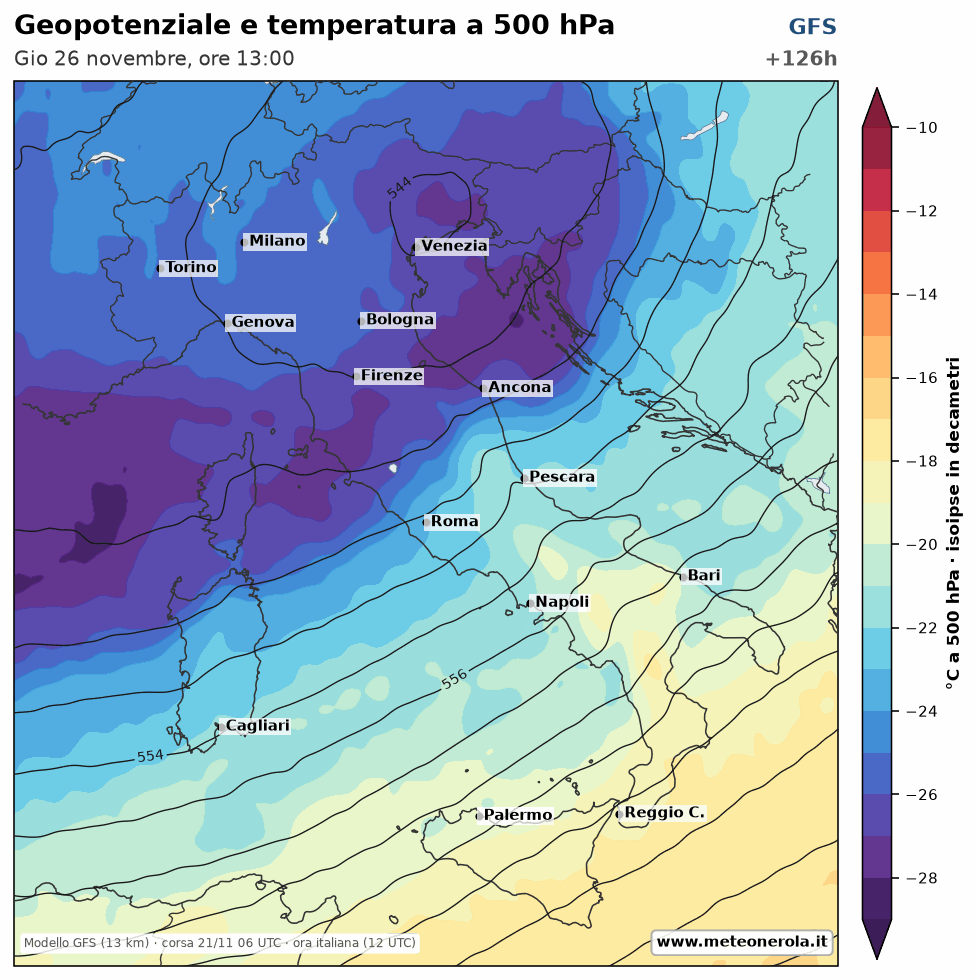 Geopotenziale e temperatura a 500 hPa
GFS
Gio 26 novembre, ore 13:00
+126h
544
Milano
Venezia
Torino
Genova
Bologna
Firenze
Ancona
Pescara
Roma
Bari
Napoli
556
Cagliari
554
Palermo
Reggio C.
−10
−12
−14
−16
−18
−20
−22
−24
−26
−28
°C a 500 hPa · isoipse in decametri
Modello GFS (13 km) · corsa 21/11 06 UTC · ora italiana (12 UTC)
www.meteonerola.it